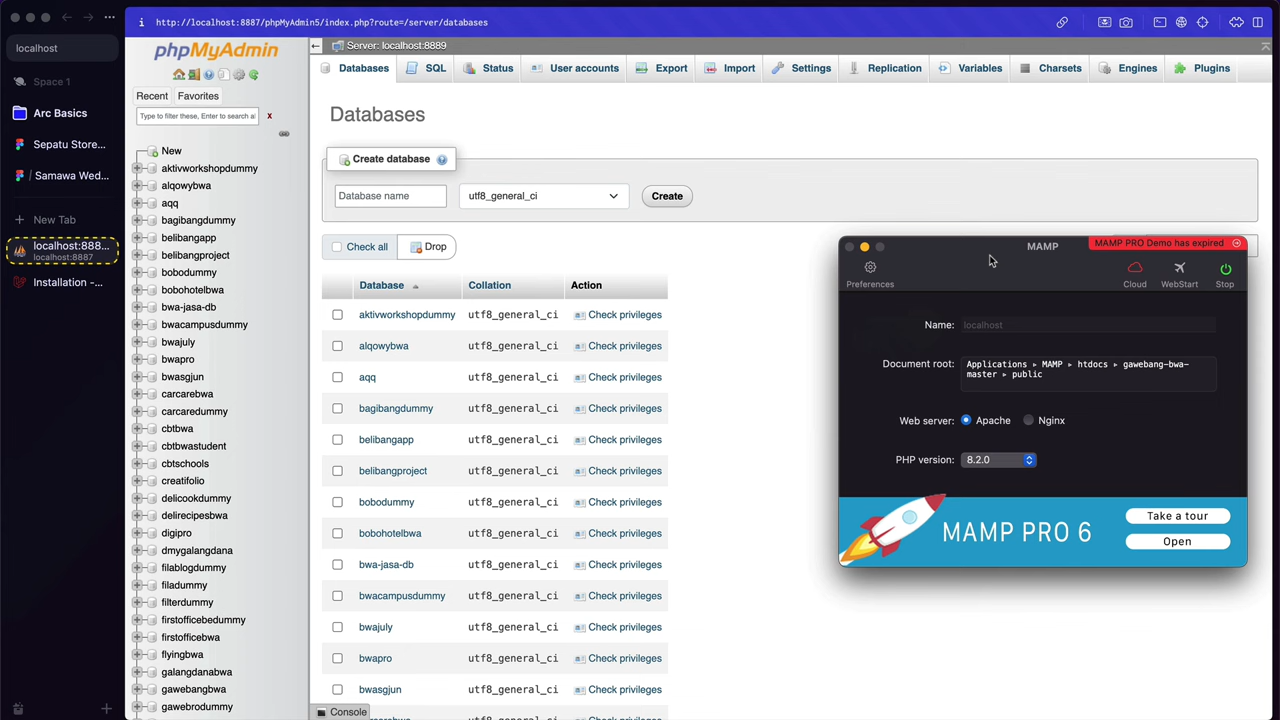 http://localhost:8887/phpMyAdmin5/index.php?route=/server/databases
localhost
Space 1
Arc Basics
Sepatu Store...
/ Samawa Wed...
New Tab
localhost:888...
localhost:8887
Installation -...
phpMyAdmin
Recent
Favorites
Type to filter these, Enter to search al
x
New
aktivworkshopdummy
alqowybwa
aqq
bagibangdummy
belibangapp
belibangproject
bobodummy
bobohotelbwa
bwa-jasa-db
bwacampusdummy
bwajuly
bwapro
bwasgjun
carcarebwa
carcaredummy
cbtbwa
cbtbwastudent
cbtschools
creatifolio
delicookdummy
delirecipesbwa
digipro
dmygalangdana
filablogdummy
filadummy
filterdummy
firstofficebedummy
firstofficebwa
flyingbwa
galangdanabwa
gawebangbwa
gawebrodummy
Server: localhost:8889
Databases
SQL
Status
User accounts
Export
Import
Settings
Replication
Variables
Charsets
Engines
Plugins
Databases
Create database
Database name
utf8_general_ci
Create
Check all
Drop
Database Collation Action
aktivworkshopdummy utf8_general_ci Check privileges
alqowybwa utf8_general_ci Check privileges
aqq utf8_general_ci Check privileges
bagibangdummy utf8_general_ci Check privileges
belibangapp utf8_general_ci Check privileges
belibangproject utf8_general_ci Check privileges
bobodummy utf8_general_ci Check privileges
bobohotelbwa utf8_general_ci Check privileges
bwa-jasa-db utf8_general_ci Check privileges
bwacampusdummy utf8_general_ci Check privileges
bwajuly utf8_general_ci Check privileges
bwapro utf8_general_ci Check privileges
bwasgjun utf8_general_ci Check privileges
Console
MAMP
MAMP PRO Demo has expired
Preferences
Cloud
WebStart
Stop
Name: localhost
Document root: Applications ▸ MAMP ▸ htdocs ▸ gawebang-bwa-
master ▸ public
Web server: Apache Nginx
PHP version: 8.2.0
MAMP PRO 6
Take a tour
Open